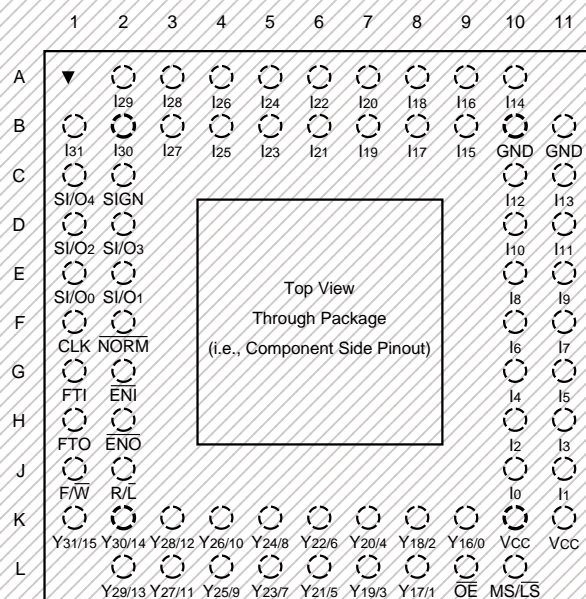 1 2 3 4 5 6 7 8 9 10 11
A
I29 I28 I26 I24 I22 I20 I18 I16 I14
B
I31 I30 I27 I25 I23 I21 I19 I17 I15 GND GND
C
SI/O4 SIGN I12 I13
D
SI/O2 SI/O3 I10 I11
E
SI/O0 SI/O1 I8 I9
Top View
Through Package
(i.e., Component Side Pinout)
F
CLK N̅O̅R̅M̅ I6 I7
G
FTI E̅N̅I̅ I4 I5
H
FTO E̅N̅O̅ I2 I3
J
F/W̅ R/L̅ I0 I1
K
Y31/15 Y30/14 Y28/12 Y26/10 Y24/8 Y22/6 Y20/4 Y18/2 Y16/0 VCC VCC
L
Y29/13 Y27/11 Y25/9 Y23/7 Y21/5 Y19/3 Y17/1 O̅E̅ MS/L̅S̅